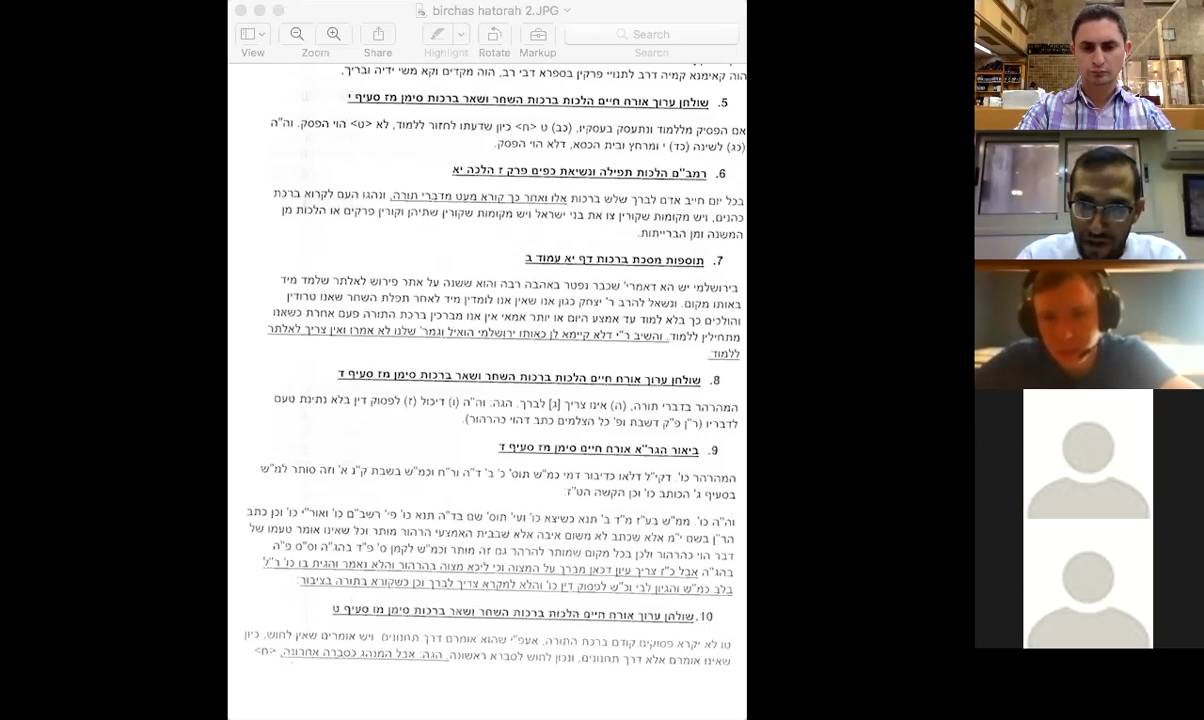 birchas hatorah 2.JPG
View
Zoom
Share
Highlight
Rotate
Markup
Search
Search
הוה קאימנא קמיה דרב לתנויי פרקין בספרא דבי רב, הוה מקדים וקא משי ידיה ובריך,
5. שולחן ערוך אורח חיים הלכות ברכות השחר ושאר ברכות סימן מז סעיף י
אם הפסיק מללמוד ונתעסק בעסקיו, (כב) ט <ח> כיון שדעתו לחזור ללמוד, לא <ט> הוי הפסק. וה"ה
(כג) לשינה (כד) י ומרחץ ובית הכסא, דלא הוי הפסק.
6. רמב"ם הלכות תפילה ונשיאת כפים פרק ז הלכה יא
בכל יום חייב אדם לברך שלש ברכות אלו ואחר כך קורא מעט מדברי תורה, ונהגו העם לקרוא ברכת
כהנים, ויש מקומות שקורין צו את בני ישראל ויש מקומות שקורין שתיהן וקורין פרקים או הלכות מן
המשנה ומן הברייתות.
7. תוספות מסכת ברכות דף יא עמוד ב
בירושלמי יש הא דאמרי' שכבר נפטר באהבה רבה והוא ששנה על אתר פירוש לאלתר שלמד מיד
באותו מקום. ונשאל להרב ר' יצחק כגון אנו שאין אנו לומדין מיד לאחר תפלת השחר שאנו טרודין
והולכים כך בלא למוד עד אמצע היום או יותר אמאי אין אנו מברכין ברכת התורה פעם אחרת כשאנו
מתחילין ללמוד. והשיב ר"י דלא קיימא לן כאותו ירושלמי הואיל וגמר' שלנו לא אמרו ואין צריך לאלתר
ללמוד.
8. שולחן ערוך אורח חיים הלכות ברכות השחר ושאר ברכות סימן מז סעיף ד
המהרהר בדברי תורה, (ה) אינו צריך [ג] לברך. הגה: וה"ה (ו) דיכול (ז) לפסוק דין בלא נתינת טעם
לדבריו (ר"ן פ"ק דשבת ופ' כל הצלמים כתב דהוי כהרהור).
9. ביאור הגר"א אורח חיים סימן מז סעיף ד
המהרהר כו'. דקי"ל דלאו כדיבור דמי כמ"ש תוס' כ' ב' ד"ה ור"ח וכמ"ש בשבת ק"נ א' וזה סותר למ"ש
בסעיף ג' הכותב כו' וכן הקשה הט"ז:
וה"ה כו'. ממ"ש בע"ז מ"ד ב' תנא כשיצא כו' ועי' תוס' שם בד"ה תנא כו' פי' רשב"ם כו' ואור"י כו' וכן כתב
הר"ן בשם י"מ אלא שכתב לא משום איבה אלא שבבית האמצעי הרהור מותר וכל שאינו אומר טעמו של
דבר הוי כהרהור ולכן בכל מקום שמותר להרהר גם זה מותר וכמ"ש לקמן ס' פ"ד בהג"ה וס"ס פ"ה
בהג"ה אבל כ"ז צריך עיון דכאן מברך על המצוה וכי ליכא מצוה בהרהור והלא נאמר והגית בו כו' ר"ל
בלב כמ"ש והגיון לבי וכ"ש לפסוק דין כו' והלא למקרא צריך לברך וכן כשקורא בתורה בציבור:
10. שולחן ערוך אורח חיים הלכות ברכות השחר ושאר ברכות סימן מו סעיף ט
טו לא יקרא פסוקים קודם ברכת התורה, אעפ"י שהוא אומרם דרך תחנונים. ויש אומרים שאין לחוש, כיון
שאינו אומרם אלא דרך תחנונים, ונכון לחוש לסברא ראשונה. הגה: אבל המנהג כסברה אחרונה, <ח>